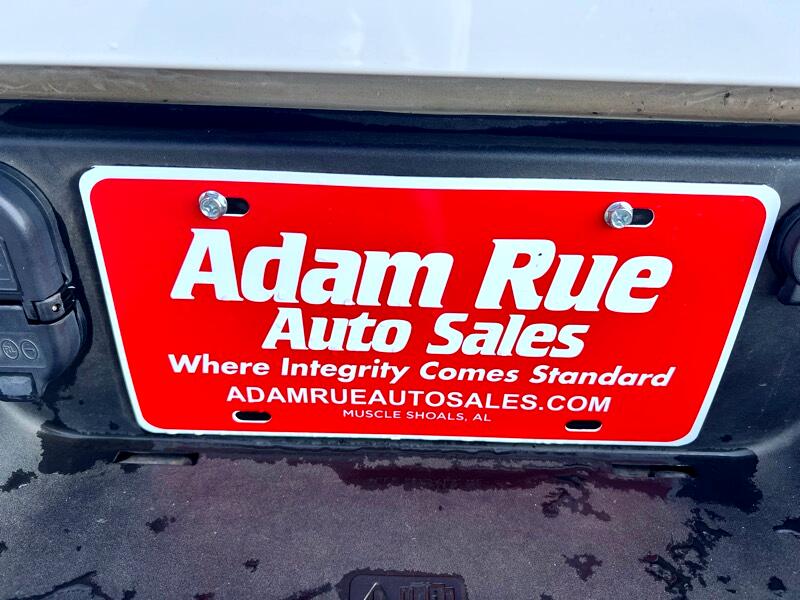 Adam Rue
Auto Sales
Where Integrity Comes Standard
ADAMRUEAUTOSALES.COM
MUSCLE SHOALS, AL